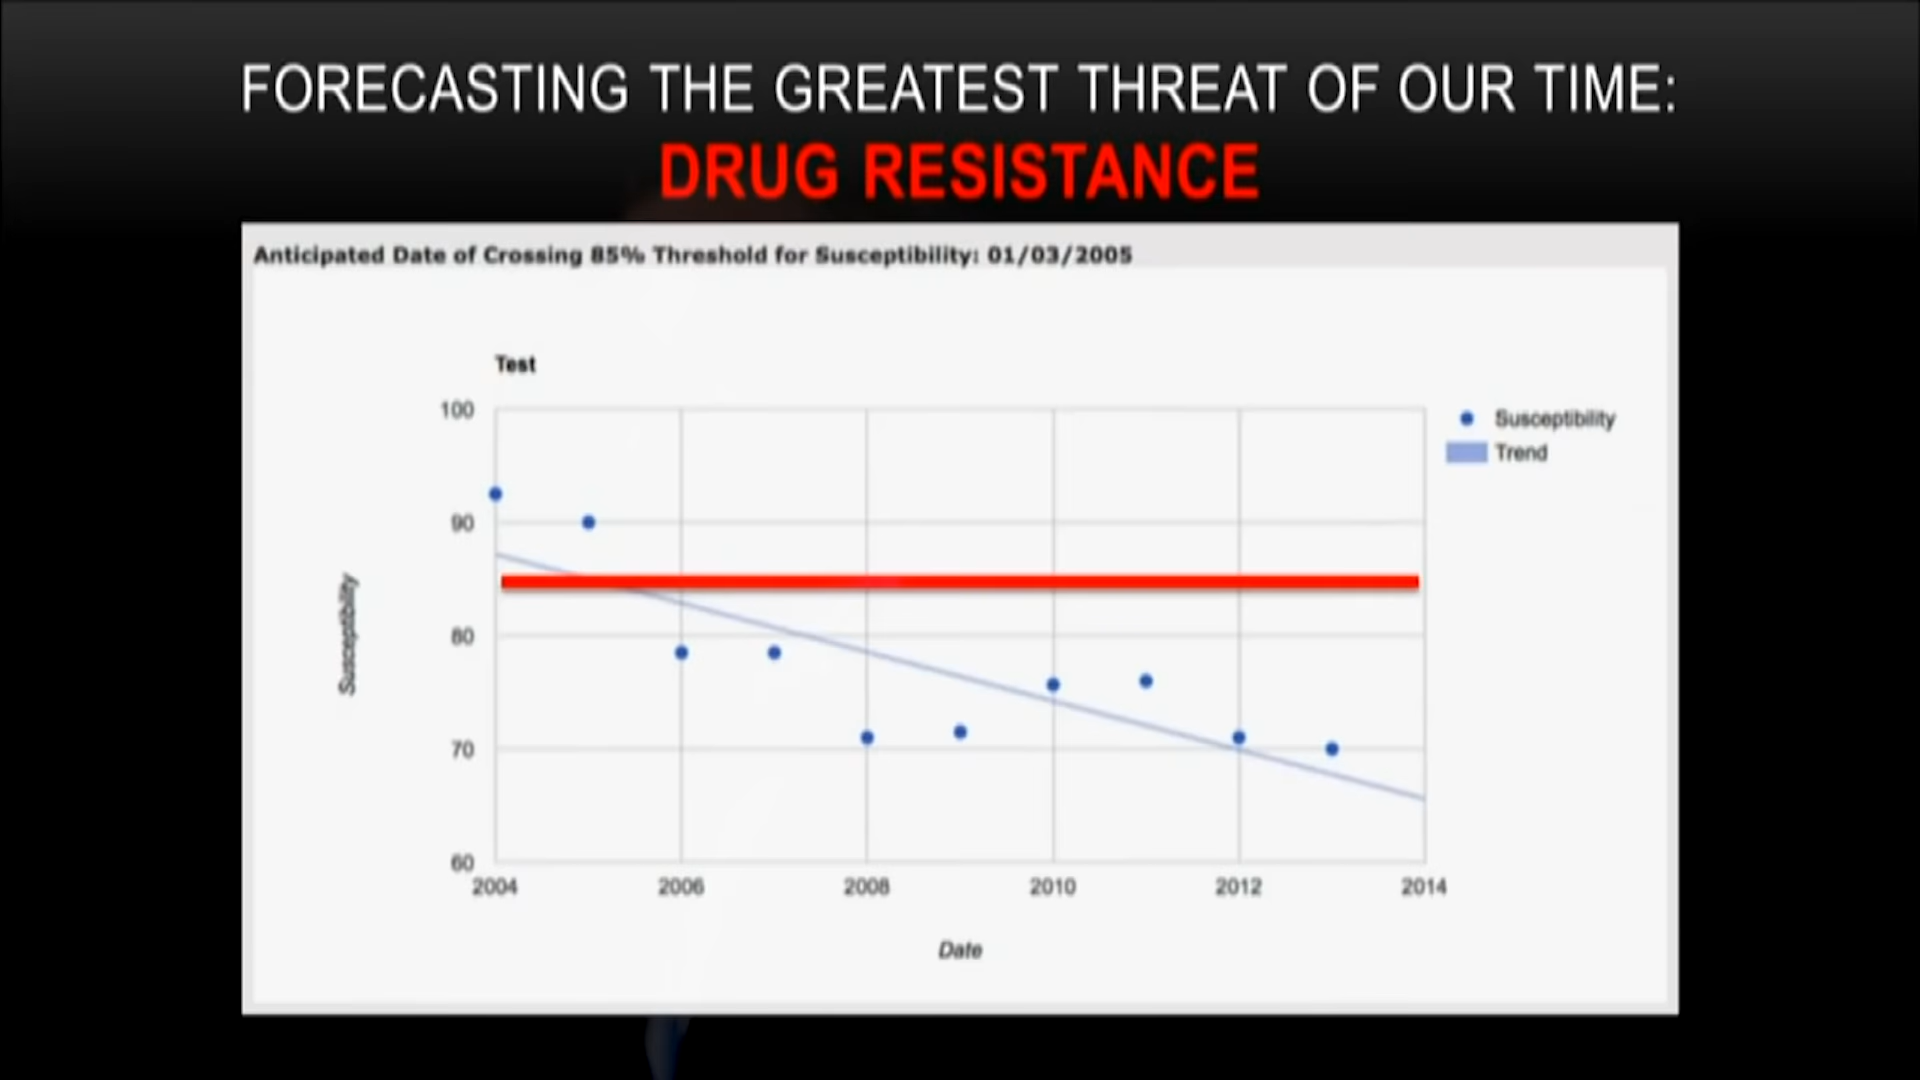 FORECASTING THE GREATEST THREAT OF OUR TIME:
DRUG RESISTANCE
Anticipated Date of Crossing 85% Threshold for Susceptibility: 01/03/2005
Test
100
90
80
70
60
Susceptibility
2004 2006 2008 2010 2012 2014
Date
Susceptibility
Trend